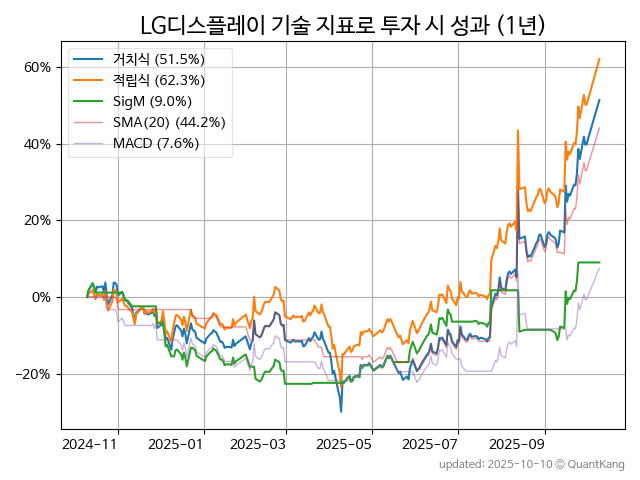 LG디스플레이 기술 지표로 투자 시 성과 (1년)
거치식 (51.5%)
적립식 (62.3%)
SigM (9.0%)
SMA(20) (44.2%)
MACD (7.6%)
60%
40%
20%
0%
−20%
2024−11
2025−01
2025−03
2025−05
2025−07
2025−09
updated: 2025-10-10 © QuantKang